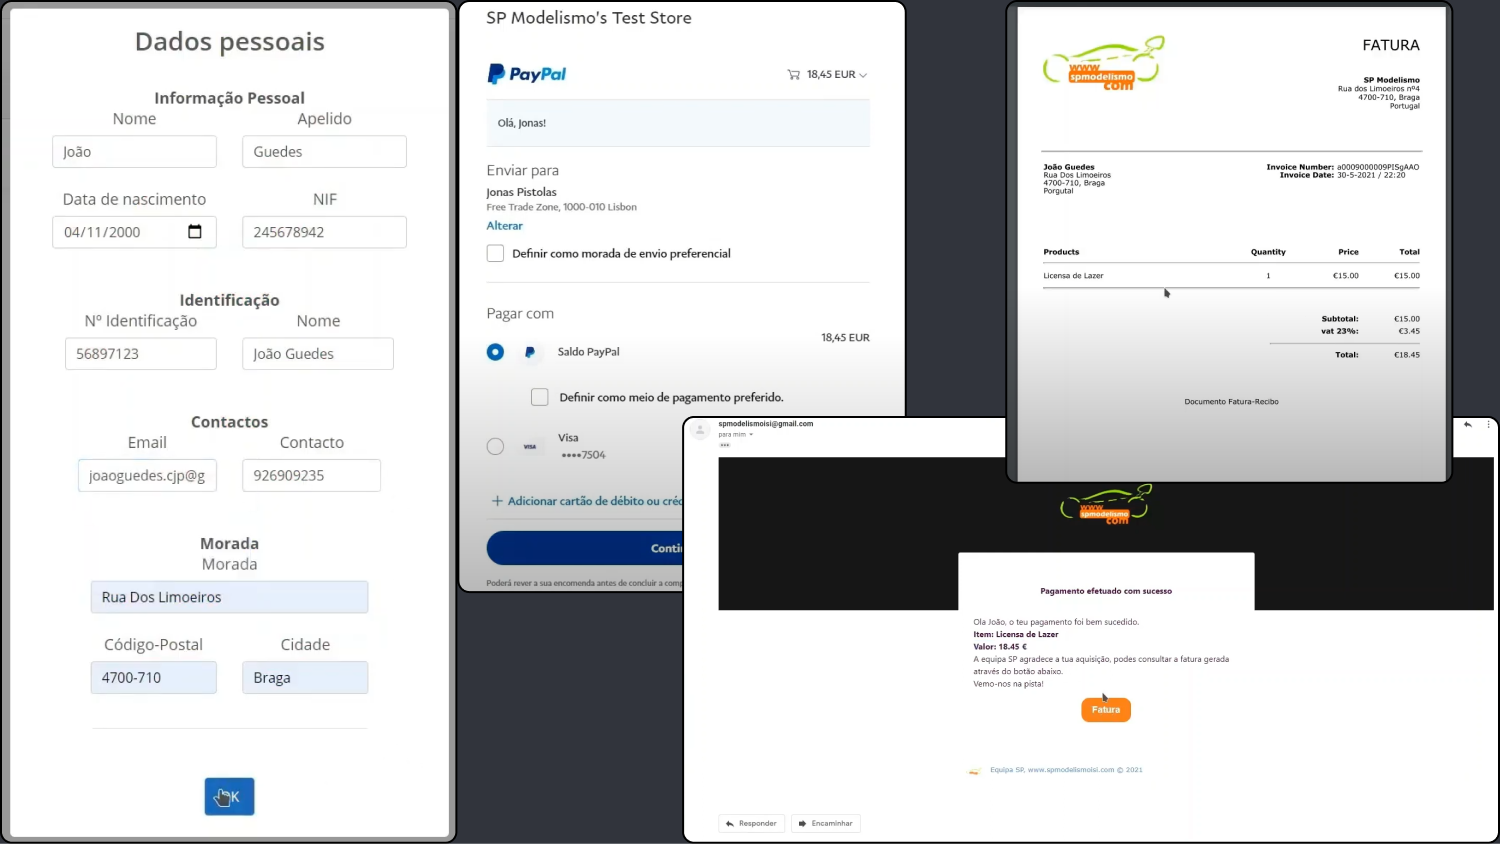 Dados pessoais
Informação Pessoal
Nome Apelido
João Guedes
Data de nascimento NIF
04/11/2000 245678942
Identificação
Nº Identificação Nome
56897123 João Guedes
Contactos
Email Contacto
joaoguedes.cjp@g 926909235
Morada
Morada
Rua Dos Limoeiros
Código-Postal Cidade
4700-710 Braga
SP Modelismo's Test Store
PayPal 18,45 EUR
Olá, Jonas!
Enviar para
Jonas Pistolas
Free Trade Zone, 1000-010 Lisbon
Alterar
Definir como morada de envio preferencial
Pagar com
18,45 EUR
Saldo PayPal
Definir como meio de pagamento preferido.
VISA Visa
••••7504
+ Adicionar cartão de débito ou créc
Conti
Poderá rever a sua encomenda antes de concluir a comp
www
spmodelismo
com
FATURA
SP Modelismo
Rua dos Limoeiros nº4
4700-710, Braga
Portugal
João Guedes
Rua Dos Limoeiros
4700-710, Braga
Porgutal
Invoice Number: a0009000009PISgAAO
Invoice Date: 30-5-2021 / 22:20
Products Quantity Price Total
Licensa de Lazer 1 €15.00 €15.00
Subtotal: €15.00
vat 23%: €3.45
Total: €18.45
Documento Fatura-Recibo
spmodelismoisi@gmail.com
para mim
www
spmodelismo
com
Pagamento efetuado com sucesso
Ola João, o teu pagamento foi bem sucedido.
Item: Licensa de Lazer
Valor: 18.45 €
A equipa SP agradece a tua aquisição, podes consultar a fatura gerada
através do botão abaixo.
Vemo-nos na pista!
Fatura
Equipa SP, www.spmodelismoisi.com © 2021
Responder Encaminhar